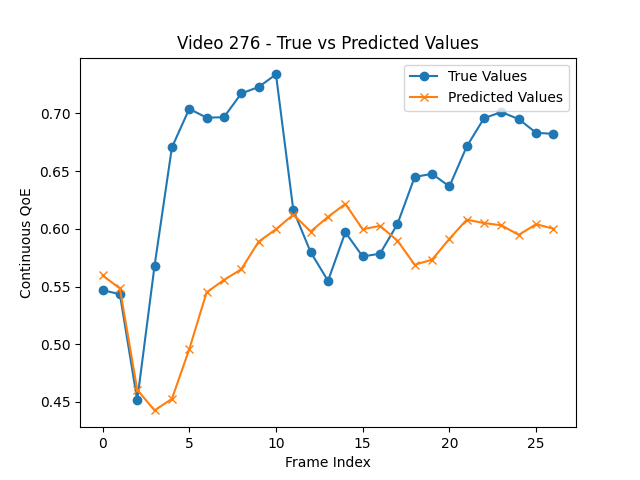 Video 276 - True vs Predicted Values
True Values
Predicted Values
Continuous QoE
0.70
0.65
0.60
0.55
0.50
0.45
0 5 10 15 20 25
Frame Index